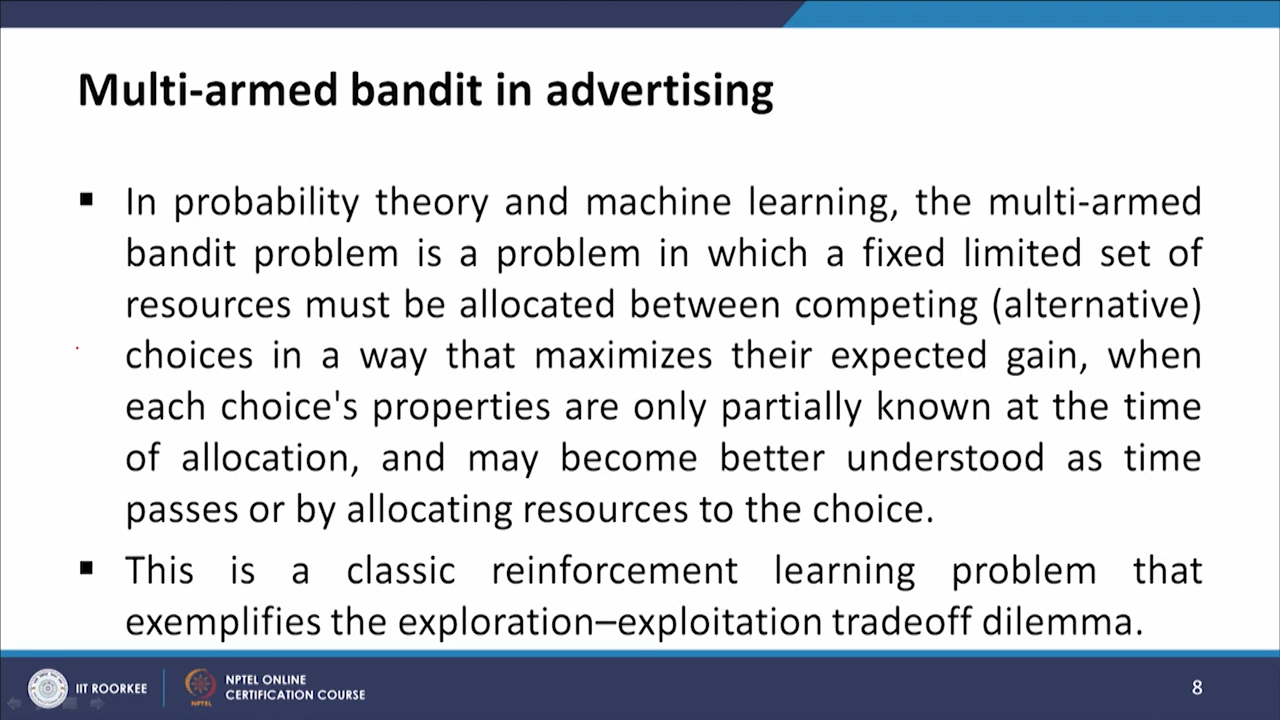 Multi-armed bandit in advertising
▪ In probability theory and machine learning, the multi-armed
bandit problem is a problem in which a fixed limited set of
resources must be allocated between competing (alternative)
choices in a way that maximizes their expected gain, when
each choice's properties are only partially known at the time
of allocation, and may become better understood as time
passes or by allocating resources to the choice.
▪ This is a classic reinforcement learning problem that
exemplifies the exploration–exploitation tradeoff dilemma.
IIT ROORKEE
NPTEL
NPTEL ONLINE
CERTIFICATION COURSE
8